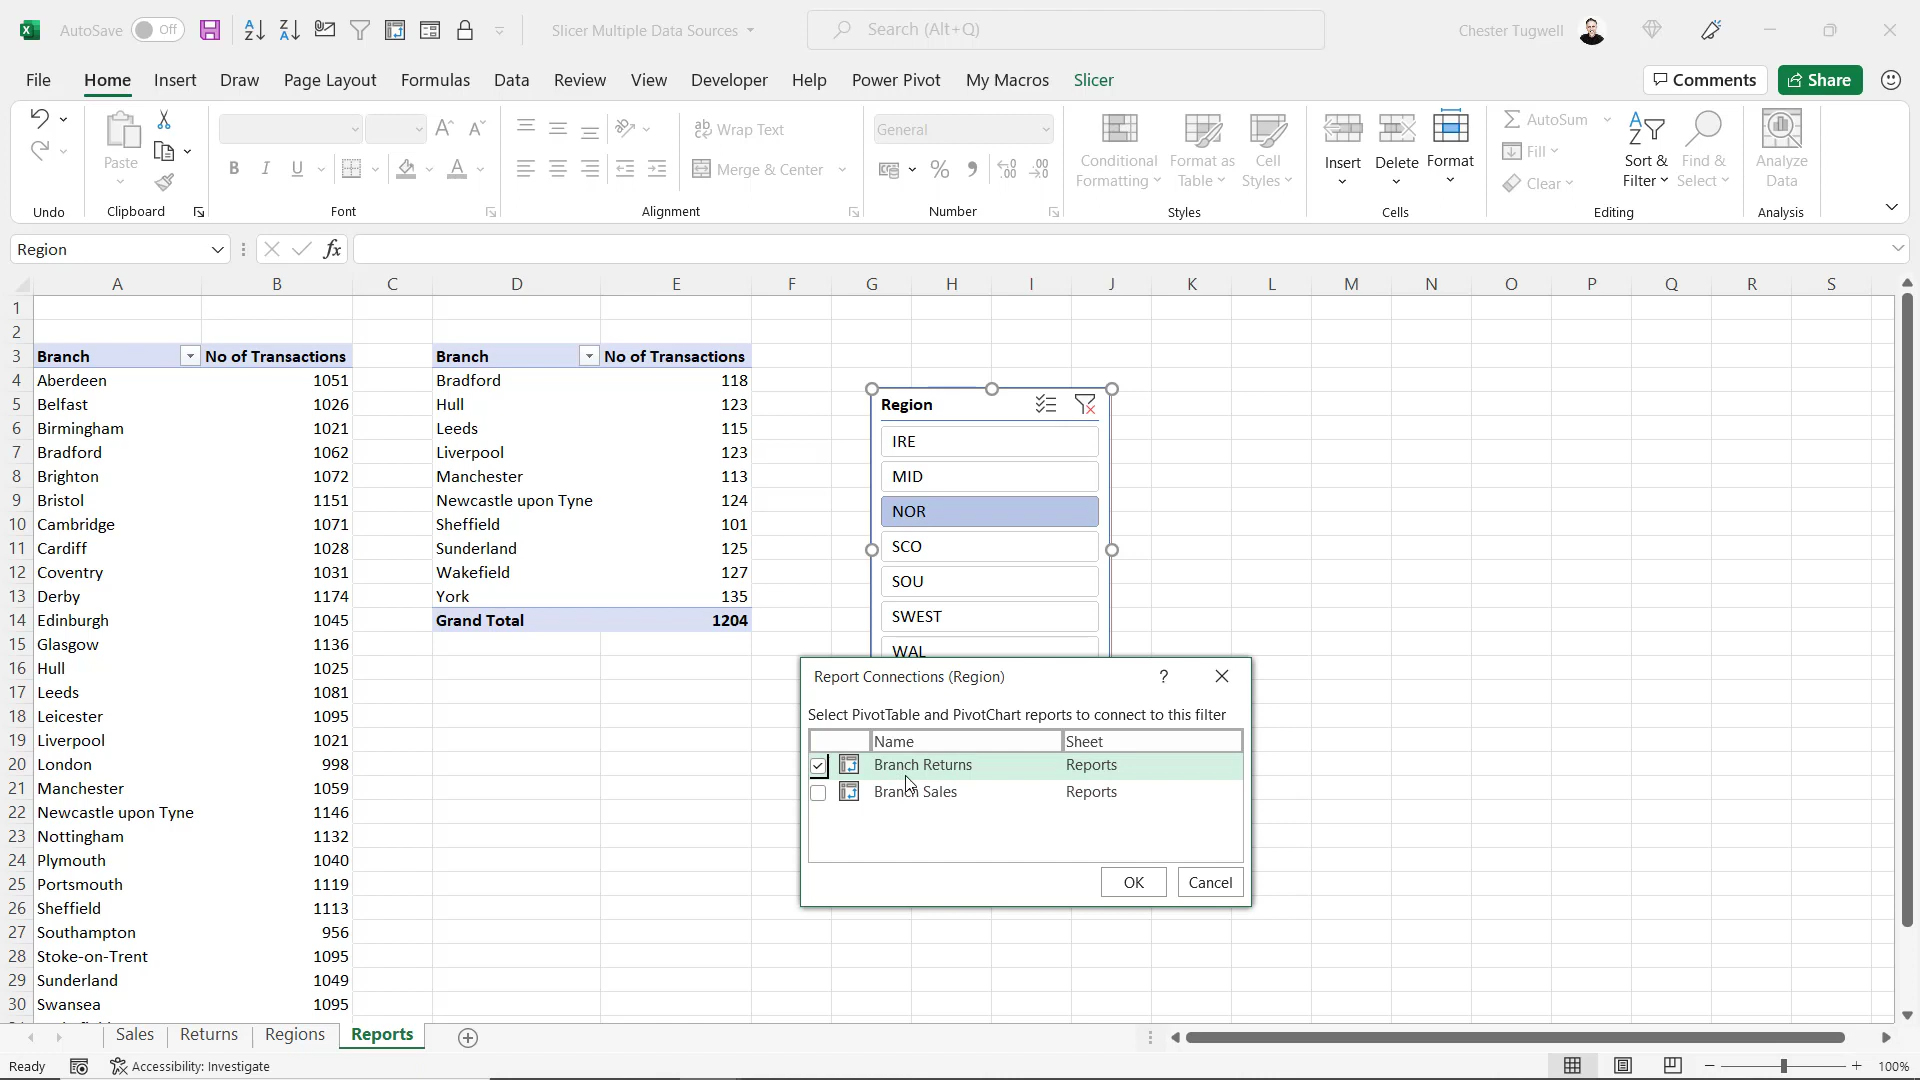 AutoSave Off Slicer Multiple Data Sources Search (Alt+Q) Chester Tugwell
File Home Insert Draw Page Layout Formulas Data Review View Developer Help Power Pivot My Macros Slicer Comments Share
Paste
General
Wrap Text
Merge & Center
Conditional Formatting
Format as Table
Cell Styles
Insert Delete Format
AutoSum
Fill
Clear
Sort & Filter
Find & Select
Analyze Data
Undo Clipboard Font Alignment Number Styles Cells Editing Analysis
Region fx
A B C D E F G H I J K L M N O P Q R S
1
2
3 Branch No of Transactions Branch No of Transactions
4 Aberdeen 1051 Bradford 118
5 Belfast 1026 Hull 123
6 Birmingham 1021 Leeds 115
7 Bradford 1062 Liverpool 123
8 Brighton 1072 Manchester 113
9 Bristol 1151 Newcastle upon Tyne 124
10 Cambridge 1071 Sheffield 101
11 Cardiff 1028 Sunderland 125
12 Coventry 1031 Wakefield 127
13 Derby 1174 York 135
14 Edinburgh 1045 Grand Total 1204
15 Glasgow 1136
16 Hull 1025
17 Leeds 1081
18 Leicester 1095
19 Liverpool 1021
20 London 998
21 Manchester 1059
22 Newcastle upon Tyne 1146
23 Nottingham 1132
24 Plymouth 1040
25 Portsmouth 1119
26 Sheffield 1113
27 Southampton 956
28 Stoke-on-Trent 1095
29 Sunderland 1049
30 Swansea 1095
Region
IRE
MID
NOR
SCO
SOU
SWEST
WAL
Report Connections (Region) ?
Select PivotTable and PivotChart reports to connect to this filter
Name Sheet
Branch Returns Reports
Branch Sales Reports
OK Cancel
Sales Returns Regions Reports
Ready Accessibility: Investigate 100%